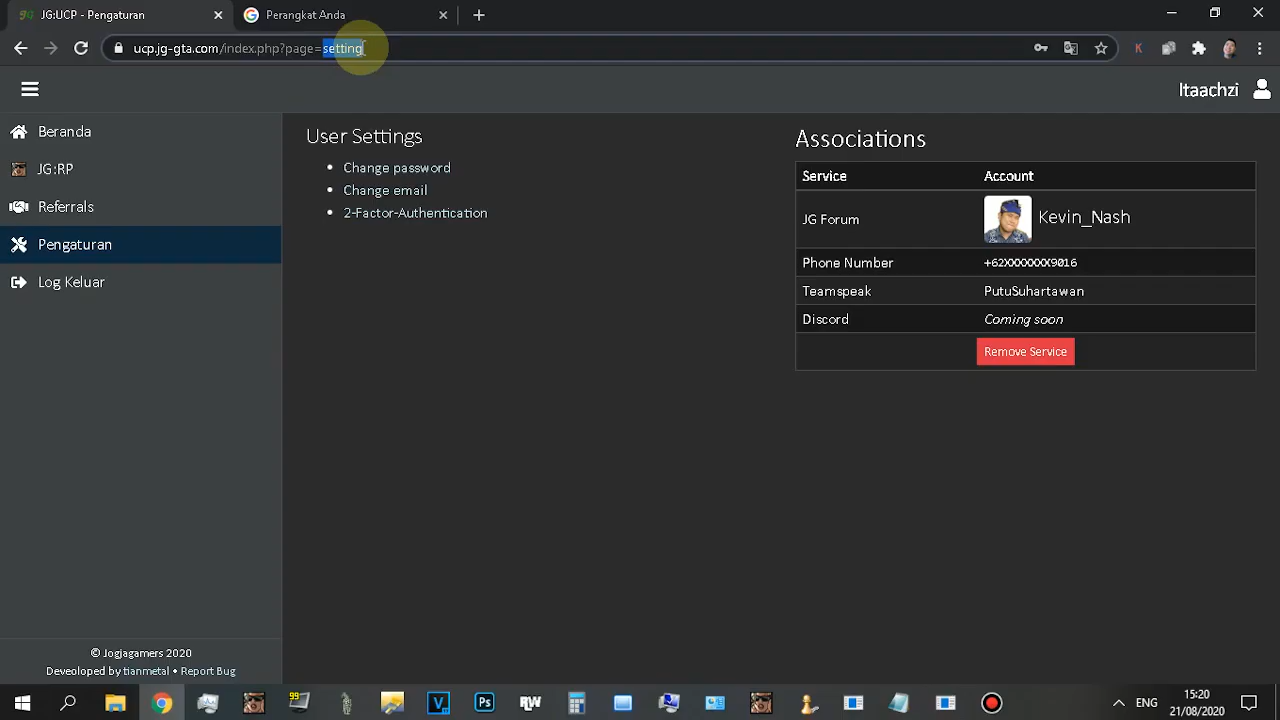 JG:UCP - Pengaturan
Perangkat Anda
ucp.jg-gta.com/index.php?page=setting
Itaachzi
Beranda
JG:RP
Referrals
Pengaturan
Log Keluar
User Settings
Change password
Change email
2-Factor-Authentication
Associations
Service Account
JG Forum Kevin_Nash
Phone Number +62XXXXXXX9016
Teamspeak PutuSuhartawan
Discord Coming soon
Remove Service
© Jogjagamers 2020
Developed by tianmetal • Report Bug
99
V
Ps
RW
ENG
15:20
21/08/2020